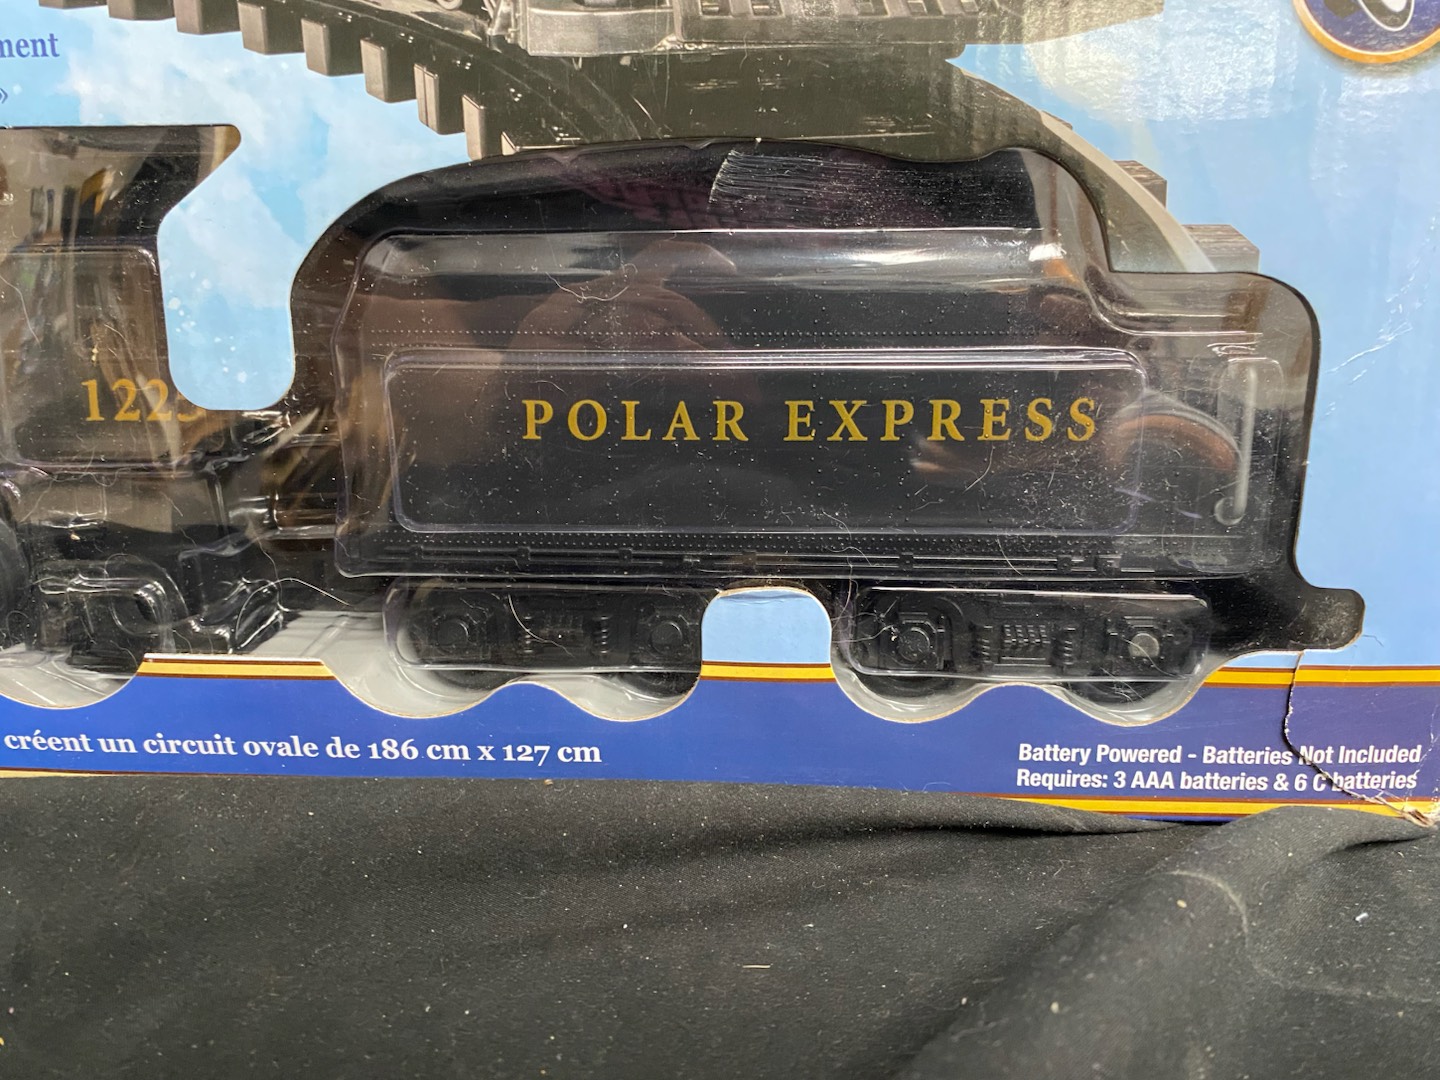 »
1225
POLAR EXPRESS
créent un circuit ovale de 186 cm x 127 cm
Battery Powered - Batteries Not Included
Requires: 3 AAA batteries & 6 C batteries